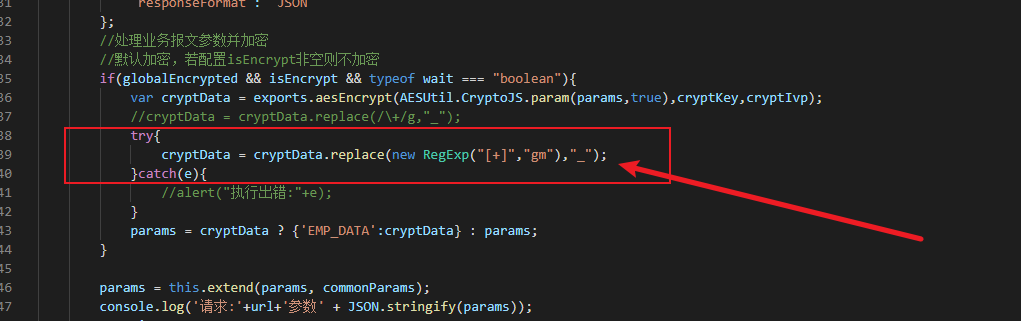 31 responseFormat : JSON
32 };
33 //处理业务报文参数并加密
34 //默认加密，若配置isEncrypt非空则不加密
35 if(globalEncrypted && isEncrypt && typeof wait === "boolean"){
36 var cryptData = exports.aesEncrypt(AESUtil.CryptoJS.param(params,true),cryptKey,cryptIvp);
37 //cryptData = cryptData.replace(/\+/g,"_");
38 try{
39 cryptData = cryptData.replace(new RegExp("[+]","gm"),"_");
40 }catch(e){
41 //alert("执行出错:"+e);
42 }
43 params = cryptData ? {'EMP_DATA':cryptData} : params;
44 }
45
46 params = this.extend(params, commonParams);
47 console.log('请求:'+url+'参数' + JSON.stringify(params));